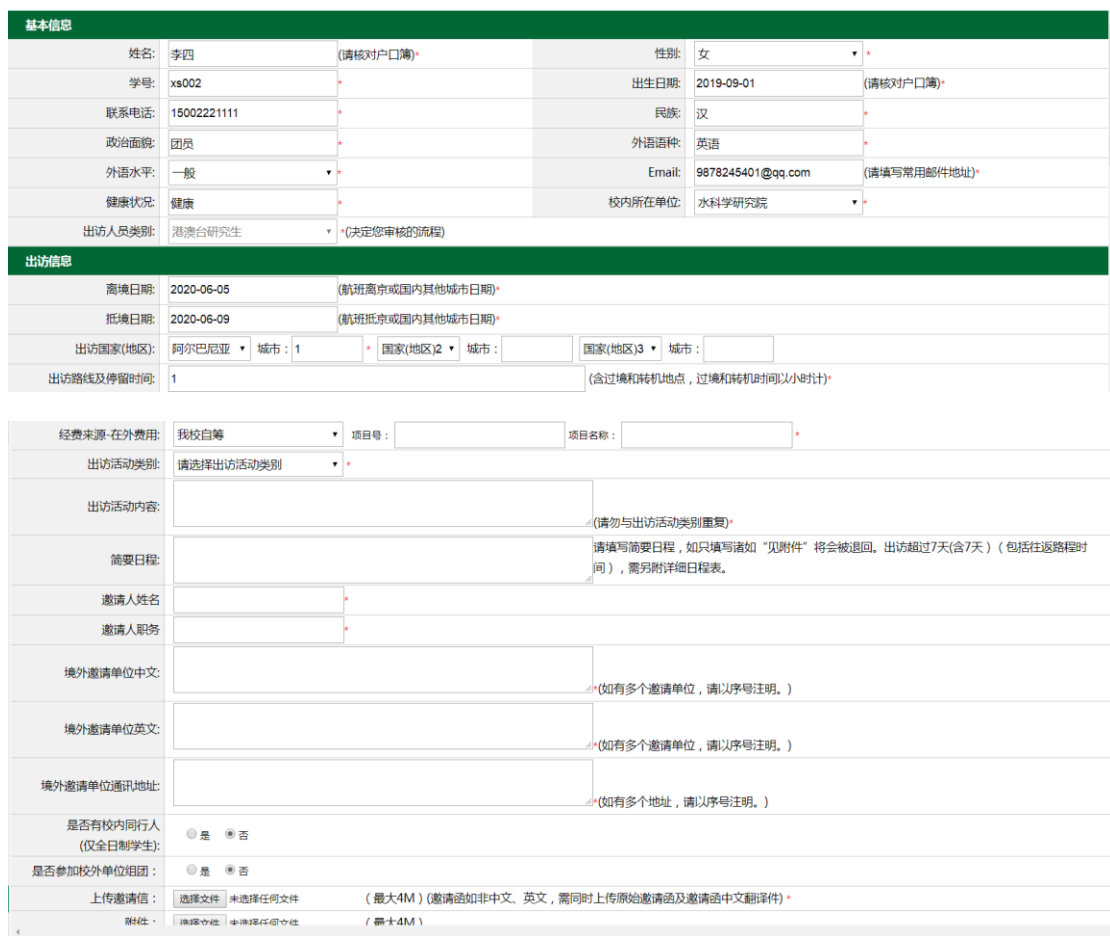 基本信息
姓名: 李四 (请核对户口簿)* 性别: 女 *
学号: xs002 * 出生日期: 2019-09-01 (请核对户口簿)*
联系电话: 15002221111 * 民族: 汉 *
政治面貌: 团员 * 外语语种: 英语 *
外语水平: 一般 * Email: 9878245401@qq.com (请填写常用邮件地址)*
健康状况: 健康 * 校内所在单位: 水科学研究院 *
出访人员类别: 港澳台研究生 *(决定您审核的流程)
出访信息
离境日期: 2020-06-05 (航班离京或国内其他城市日期)*
抵境日期: 2020-06-09 (航班抵京或国内其他城市日期)*
出访国家(地区): 阿尔巴尼亚 城市：1 * 国家(地区)2 城市： 国家(地区)3 城市：
出访路线及停留时间: 1 (含过境和转机地点，过境和转机时间以小时计)*
经费来源-在外费用: 我校自筹 项目号： 项目名称： *
出访活动类别: 请选择出访活动类别 *
出访活动内容: (请勿与出访活动类别重复)*
简要日程: 请填写简要日程，如只填写诸如“见附件”将会被退回。出访超过7天(含7天）（包括往返路程时
间），需另附详细日程表。
邀请人姓名 *
邀请人职务 *
境外邀请单位中文: *(如有多个邀请单位，请以序号注明。)
境外邀请单位英文: *(如有多个邀请单位，请以序号注明。)
境外邀请单位通讯地址: *(如有多个地址，请以序号注明。)
是否有校内同行人
(仅全日制学生): 是 否
是否参加校外单位组团： 是 否
上传邀请信： 选择文件 未选择任何文件 （最大4M）(邀请函如非中文、英文，需同时上传原始邀请函及邀请函中文翻译件) *
附件： 选择文件 未选择任何文件 （最大4M）